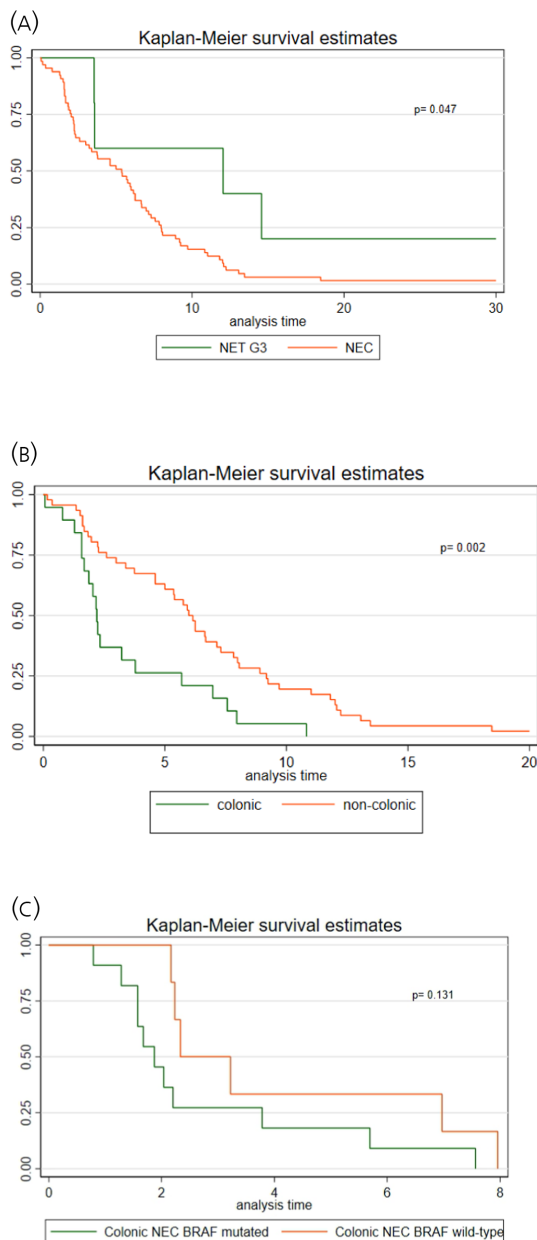 (A)
Kaplan-Meier survival estimates
1.00
0.75
0.50
0.25
0.00
p= 0.047
0 10 20 30
analysis time
NET G3 NEC
(B)
Kaplan-Meier survival estimates
1.00
0.75
0.50
0.25
0.00
p= 0.002
0 5 10 15 20
analysis time
colonic non-colonic
(C)
Kaplan-Meier survival estimates
1.00
0.75
0.50
0.25
0.00
p= 0.131
0 2 4 6 8
analysis time
Colonic NEC BRAF mutated Colonic NEC BRAF wild-type